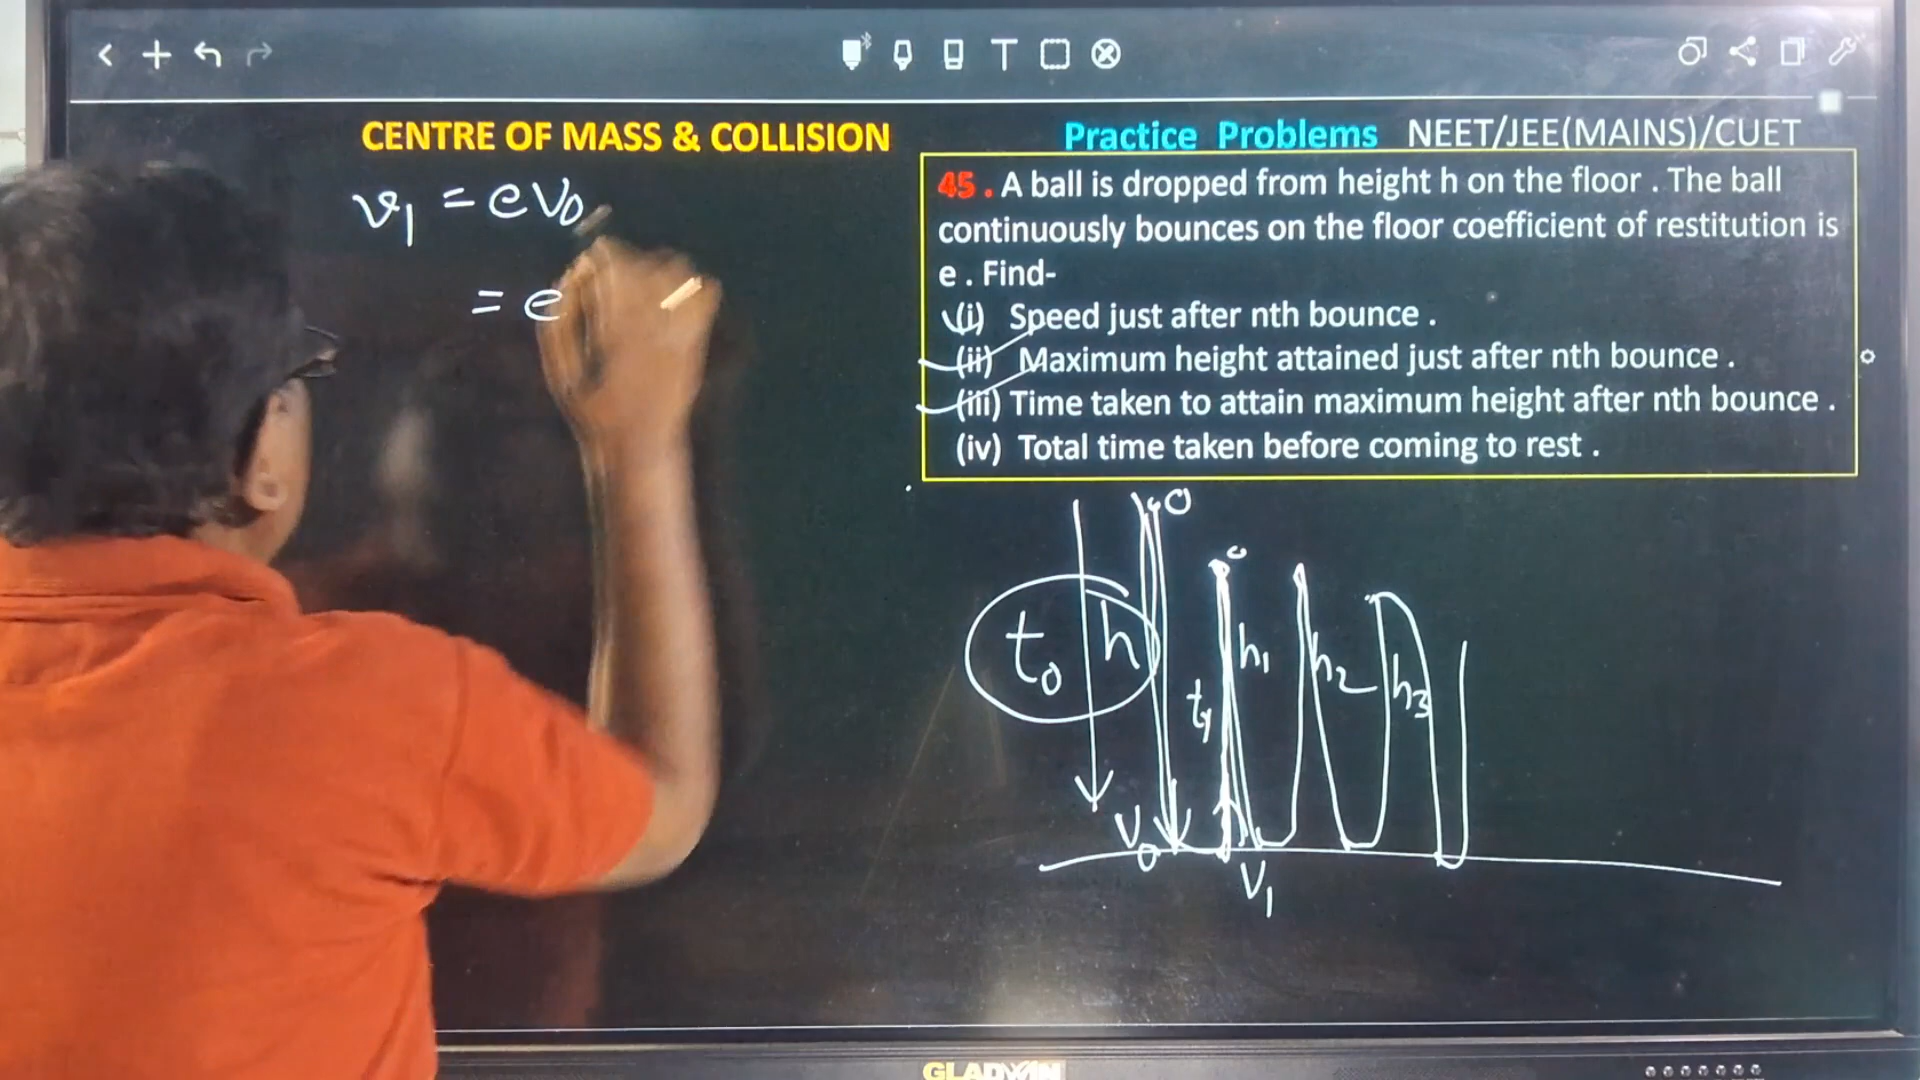 CENTRE OF MASS & COLLISION
Practice Problems NEET/JEE(MAINS)/CUET
v₁ = ev₀
= e
45 . A ball is dropped from height h on the floor . The ball
continuously bounces on the floor coefficient of restitution is
e . Find-
(i) Speed just after nth bounce .
(ii) Maximum height attained just after nth bounce .
(iii) Time taken to attain maximum height after nth bounce .
(iv) Total time taken before coming to rest .
t₀ h
t₁ h₁ h₂ h₃
v₀
v₁
GLADWIN